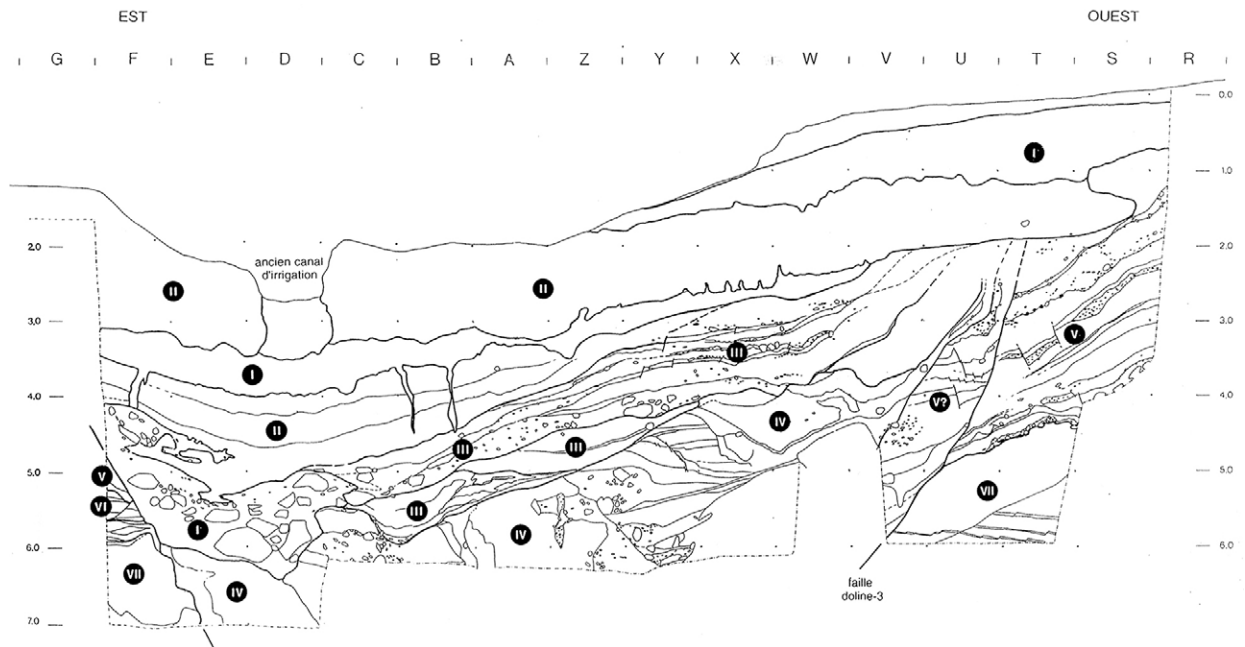 EST
OUEST
G F E D C B A Z Y X W V U T S R
0.0
I
1.0
2.0
2.0
ancien canal
d'irrigation
II
II
3.0
3.0
V
III
I
4.0
4.0
V?
IV
II
III
III
5.0
5.0
V
VII
VI
III
I
IV
6.0
6.0
VII
IV
faille
doline-3
7.0